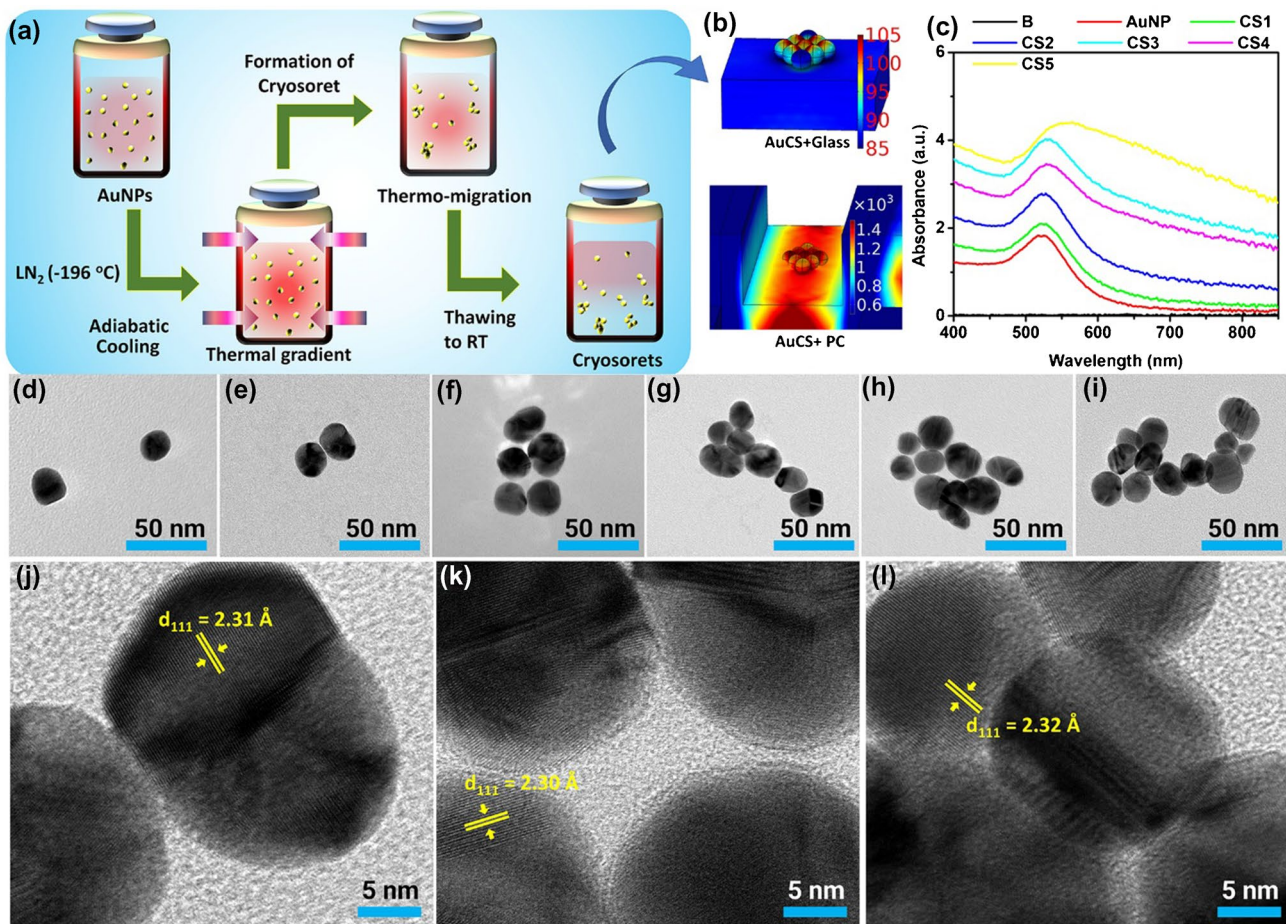 (a)
Formation of
Cryosoret
AuNPs
Thermo-migration
LN2 (-196 °C)
Adiabatic
Cooling
Thermal gradient
Thawing
to RT
Cryosorets
(b)
105
100
95
90
85
AuCS+Glass
×10³
1.4
1.2
1
0.8
0.6
AuCS+ PC
(c)
B
AuNP
CS1
CS2
CS3
CS4
CS5
Absorbance (a.u.)
6
4
2
0
400
500
600
700
800
Wavelength (nm)
(d)
50 nm
(e)
50 nm
(f)
50 nm
(g)
50 nm
(h)
50 nm
(i)
50 nm
(j)
d111 = 2.31 Å
5 nm
(k)
d111 = 2.30 Å
5 nm
(l)
d111 = 2.32 Å
5 nm